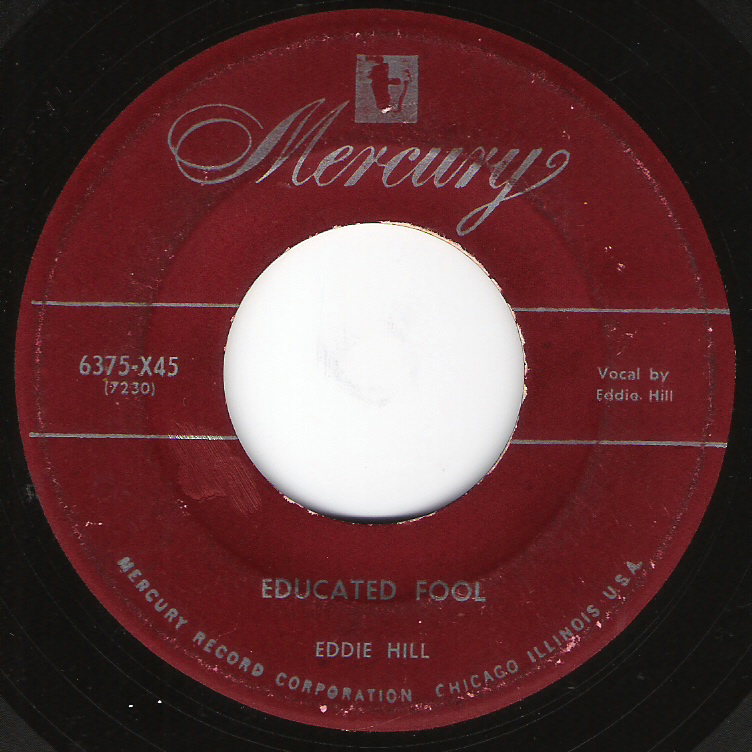 Mercury
6375-X45
(7230)
Vocal by
Eddie Hill
EDUCATED FOOL
EDDIE HILL
MERCURY RECORD CORPORATION CHICAGO ILLINOIS U.S.A.